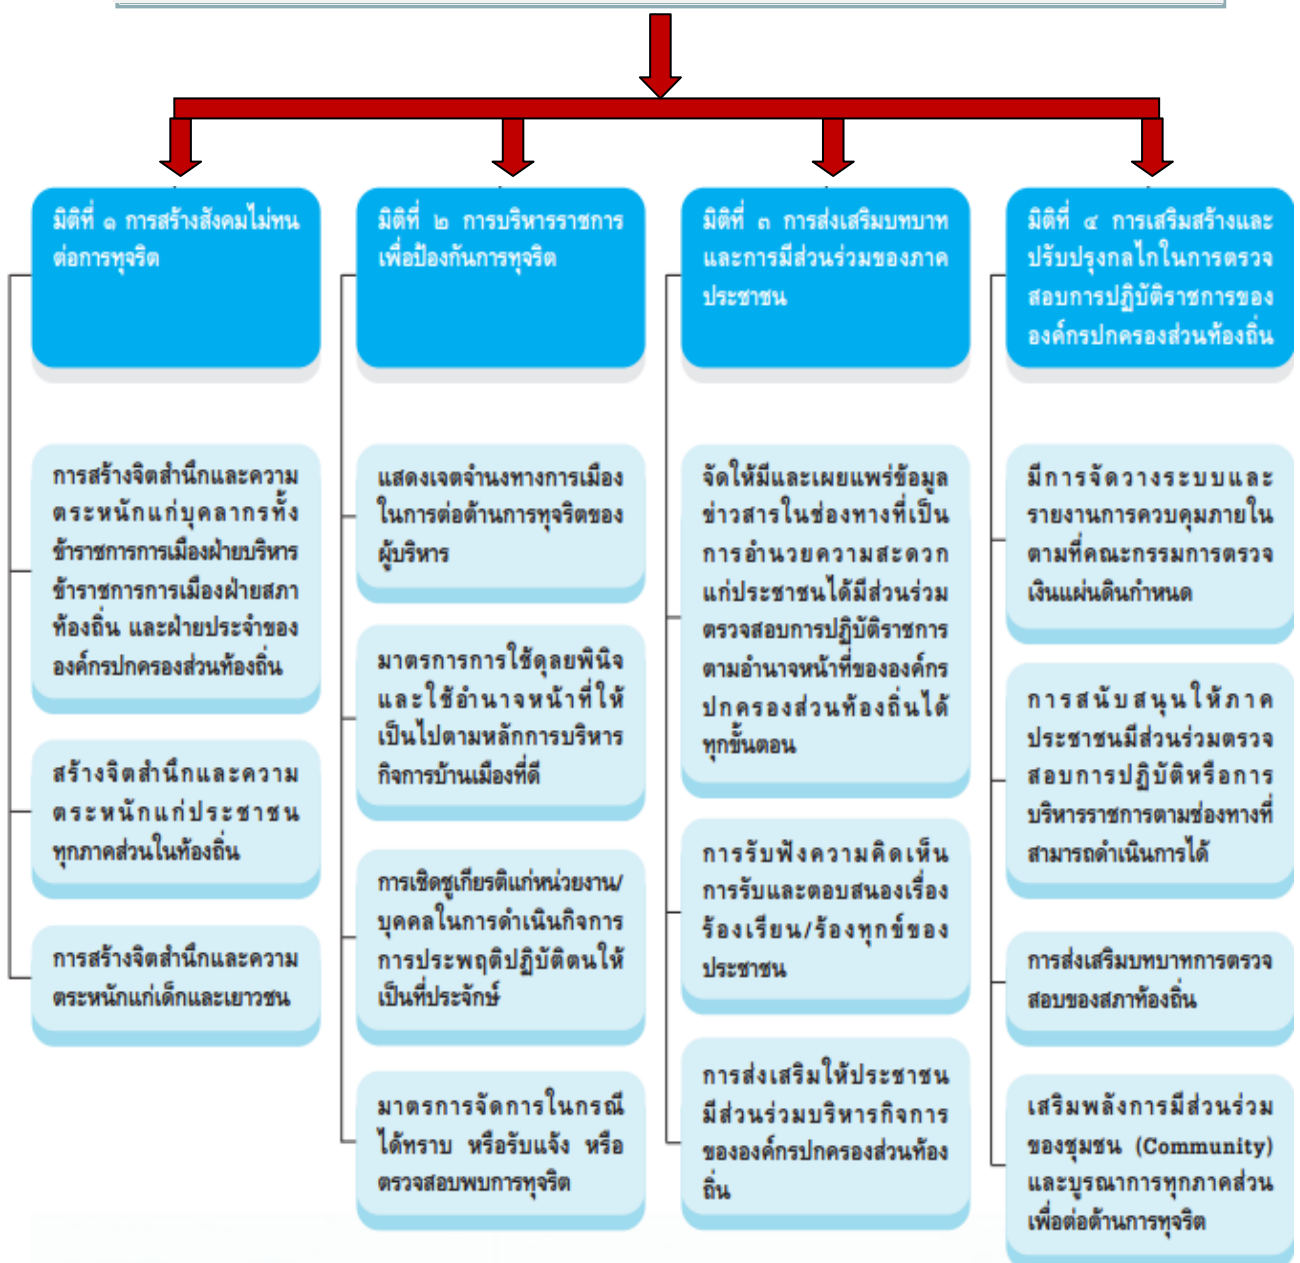 มิติที่ ๑ การสร้างสังคมไม่ทน
ต่อการทุจริต
การสร้างจิตสำนึกและความ
ตระหนักแก่บุคลากรทั้ง
ข้าราชการการเมืองฝ่ายบริหาร
ข้าราชการการเมืองฝ่ายสภา
ท้องถิ่น และฝ่ายประจำของ
องค์กรปกครองส่วนท้องถิ่น
สร้างจิตสำนึกและความ
ตระหนักแก่ประชาชน
ทุกภาคส่วนในท้องถิ่น
การสร้างจิตสำนึกและความ
ตระหนักแก่เด็กและเยาวชน
มิติที่ ๒ การบริหารราชการ
เพื่อป้องกันการทุจริต
แสดงเจตจำนงทางการเมือง
ในการต่อต้านการทุจริตของ
ผู้บริหาร
มาตรการการใช้ดุลยพินิจ
และใช้อำนาจหน้าที่ให้
เป็นไปตามหลักการบริหาร
กิจการบ้านเมืองที่ดี
การเชิดชูเกียรติแก่หน่วยงาน/
บุคคลในการดำเนินกิจการ
การประพฤติปฏิบัติตนให้
เป็นที่ประจักษ์
มาตรการจัดการในกรณี
ได้ทราบ หรือรับแจ้ง หรือ
ตรวจสอบพบการทุจริต
มิติที่ ๓ การส่งเสริมบทบาท
และการมีส่วนร่วมของภาค
ประชาชน
จัดให้มีและเผยแพร่ข้อมูล
ข่าวสารในช่องทางที่เป็น
การอำนวยความสะดวก
แก่ประชาชนได้มีส่วนร่วม
ตรวจสอบการปฏิบัติราชการ
ตามอำนาจหน้าที่ขององค์กร
ปกครองส่วนท้องถิ่นได้
ทุกขั้นตอน
การรับฟังความคิดเห็น
การรับและตอบสนองเรื่อง
ร้องเรียน/ร้องทุกข์ของ
ประชาชน
การส่งเสริมให้ประชาชน
มีส่วนร่วมบริหารกิจการ
ขององค์กรปกครองส่วนท้อง
ถิ่น
มิติที่ ๔ การเสริมสร้างและ
ปรับปรุงกลไกในการตรวจ
สอบการปฏิบัติราชการของ
องค์กรปกครองส่วนท้องถิ่น
มีการจัดวางระบบและ
รายงานการควบคุมภายใน
ตามที่คณะกรรมการตรวจ
เงินแผ่นดินกำหนด
การสนับสนุนให้ภาค
ประชาชนมีส่วนร่วมตรวจ
สอบการปฏิบัติหรือการ
บริหารราชการตามช่องทางที่
สามารถดำเนินการได้
การส่งเสริมบทบาทการตรวจ
สอบของสภาท้องถิ่น
เสริมพลังการมีส่วนร่วม
ของชุมชน (Community)
และบูรณาการทุกภาคส่วน
เพื่อต่อต้านการทุจริต